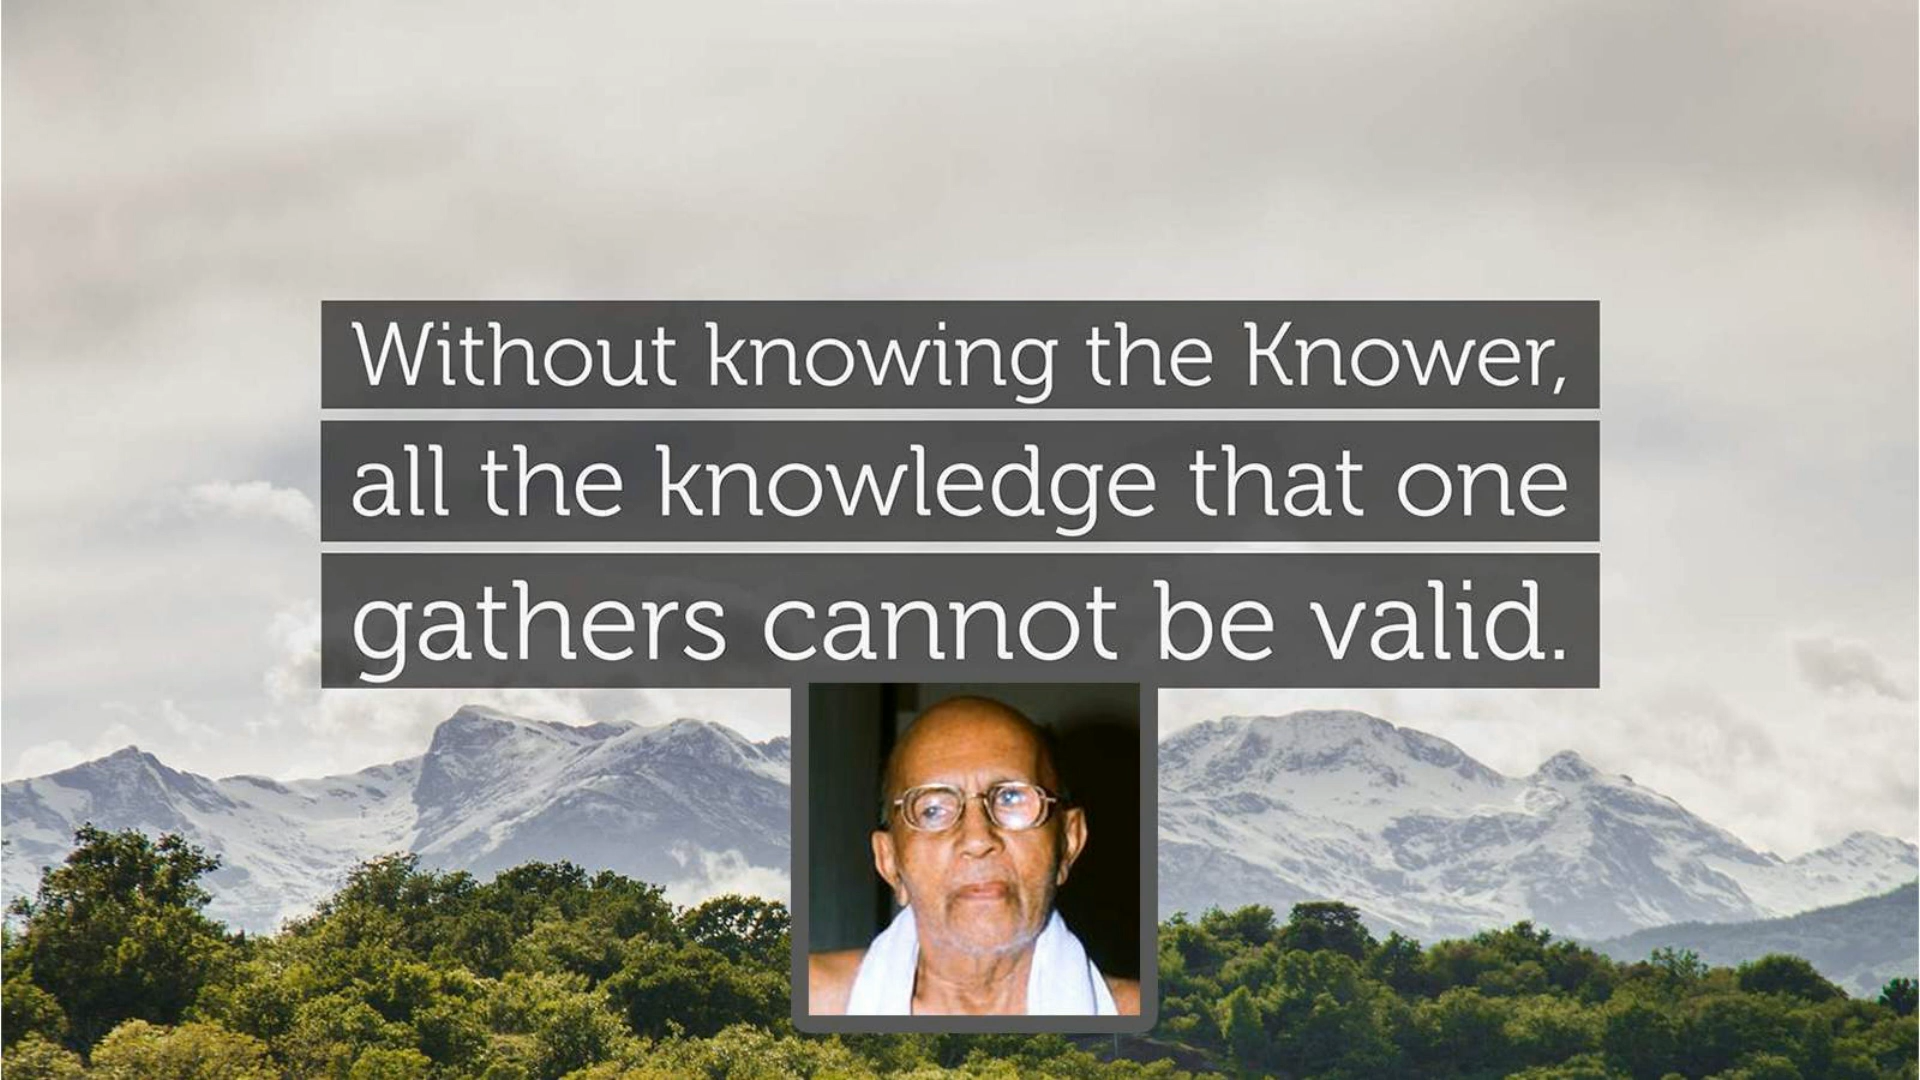 Without knowing the Knower,
all the knowledge that one
gathers cannot be valid.